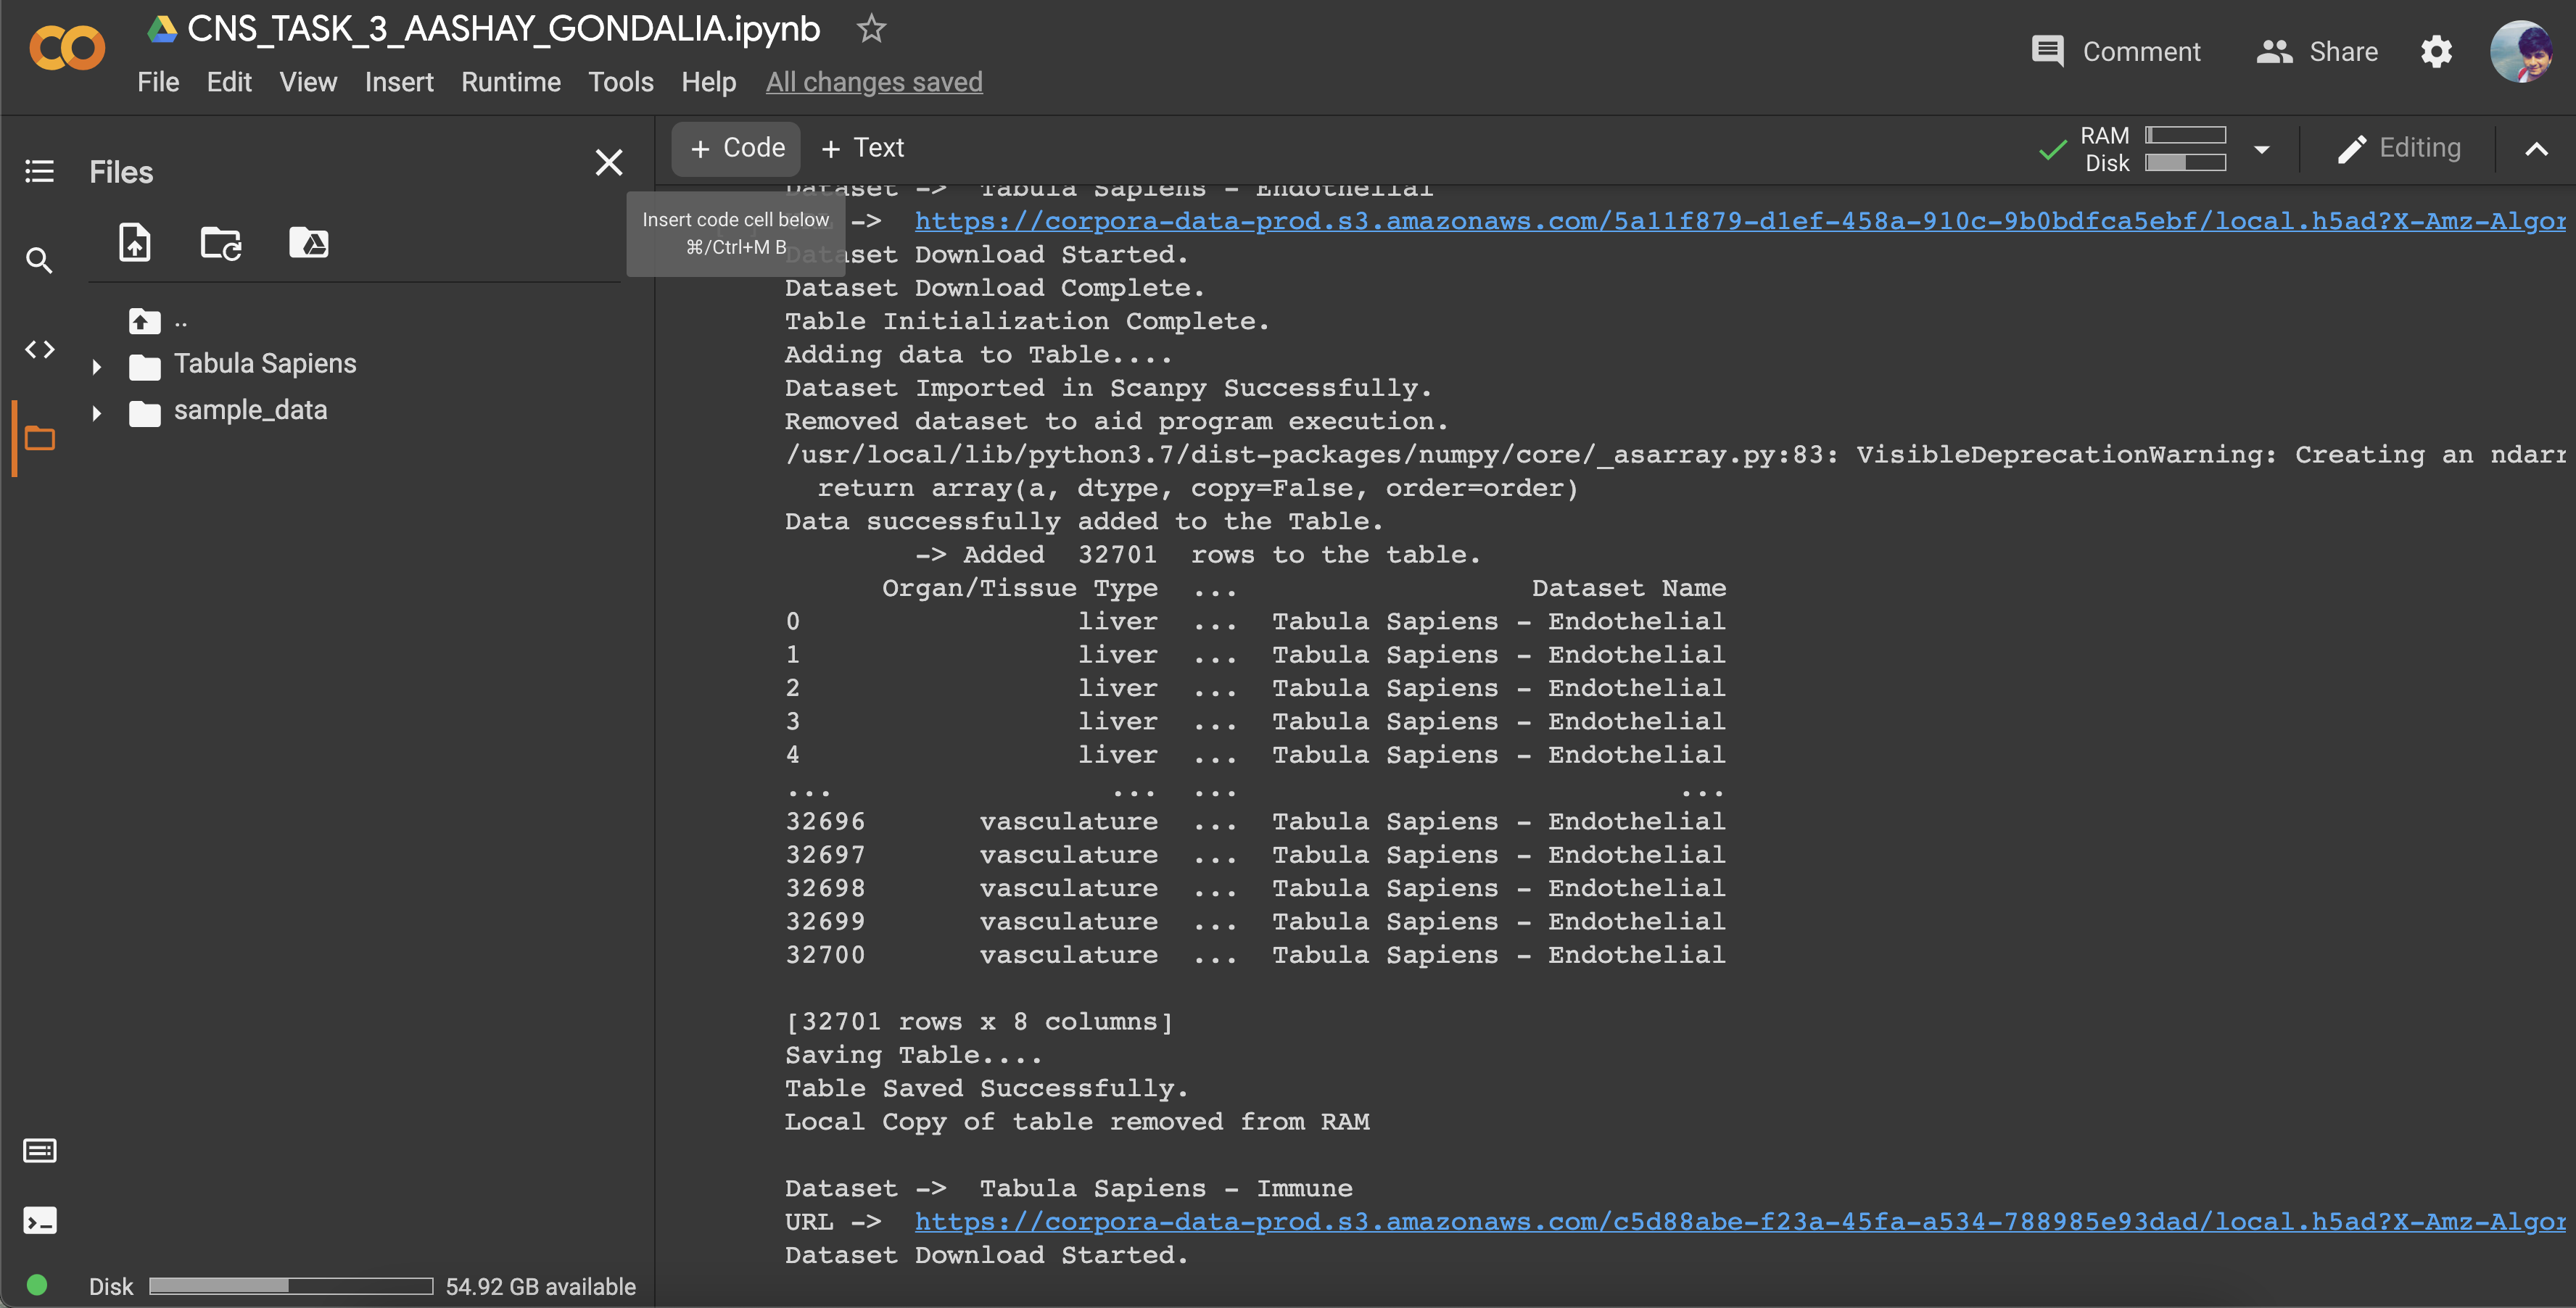 CNS_TASK_3_AASHAY_GONDALIA.ipynb
File Edit View Insert Runtime Tools Help All changes saved
Comment Share
Files
+ Code + Text
RAM
Disk
Editing
Insert code cell below
⌘/Ctrl+M B
..
Tabula Sapiens
sample_data
Disk 54.92 GB available
Dataset -> Tabula Sapiens - Endothelial
-> https://corpora-data-prod.s3.amazonaws.com/5a11f879-d1ef-458a-910c-9b0bdfca5ebf/local.h5ad?X-Amz-Algor
Dataset Download Started.
Dataset Download Complete.
Table Initialization Complete.
Adding data to Table....
Dataset Imported in Scanpy Successfully.
Removed dataset to aid program execution.
/usr/local/lib/python3.7/dist-packages/numpy/core/_asarray.py:83: VisibleDeprecationWarning: Creating an ndarr
return array(a, dtype, copy=False, order=order)
Data successfully added to the Table.
-> Added 32701 rows to the table.
Organ/Tissue Type ... Dataset Name
0 liver ... Tabula Sapiens - Endothelial
1 liver ... Tabula Sapiens - Endothelial
2 liver ... Tabula Sapiens - Endothelial
3 liver ... Tabula Sapiens - Endothelial
4 liver ... Tabula Sapiens - Endothelial
... ... ... ...
32696 vasculature ... Tabula Sapiens - Endothelial
32697 vasculature ... Tabula Sapiens - Endothelial
32698 vasculature ... Tabula Sapiens - Endothelial
32699 vasculature ... Tabula Sapiens - Endothelial
32700 vasculature ... Tabula Sapiens - Endothelial
[32701 rows x 8 columns]
Saving Table....
Table Saved Successfully.
Local Copy of table removed from RAM
Dataset -> Tabula Sapiens - Immune
URL -> https://corpora-data-prod.s3.amazonaws.com/c5d88abe-f23a-45fa-a534-788985e93dad/local.h5ad?X-Amz-Algor
Dataset Download Started.